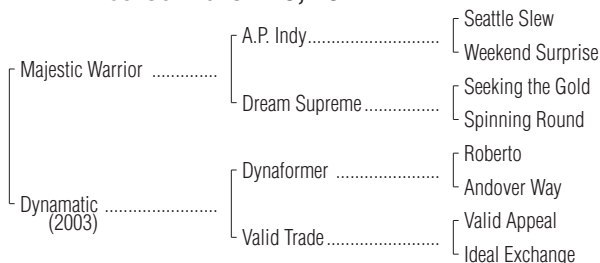 Seattle Slew
A.P. Indy
Weekend Surprise
Majestic Warrior
Seeking the Gold
Dream Supreme
Spinning Round
Roberto
Dynaformer
Andover Way
Dynamatic
(2003)
Valid Appeal
Valid Trade
Ideal Exchange